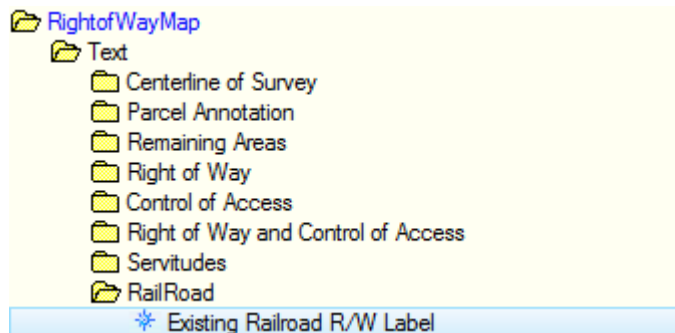 RightofWayMap
Text
Centerline of Survey
Parcel Annotation
Remaining Areas
Right of Way
Control of Access
Right of Way and Control of Access
Servitudes
RailRoad
Existing Railroad R/W Label